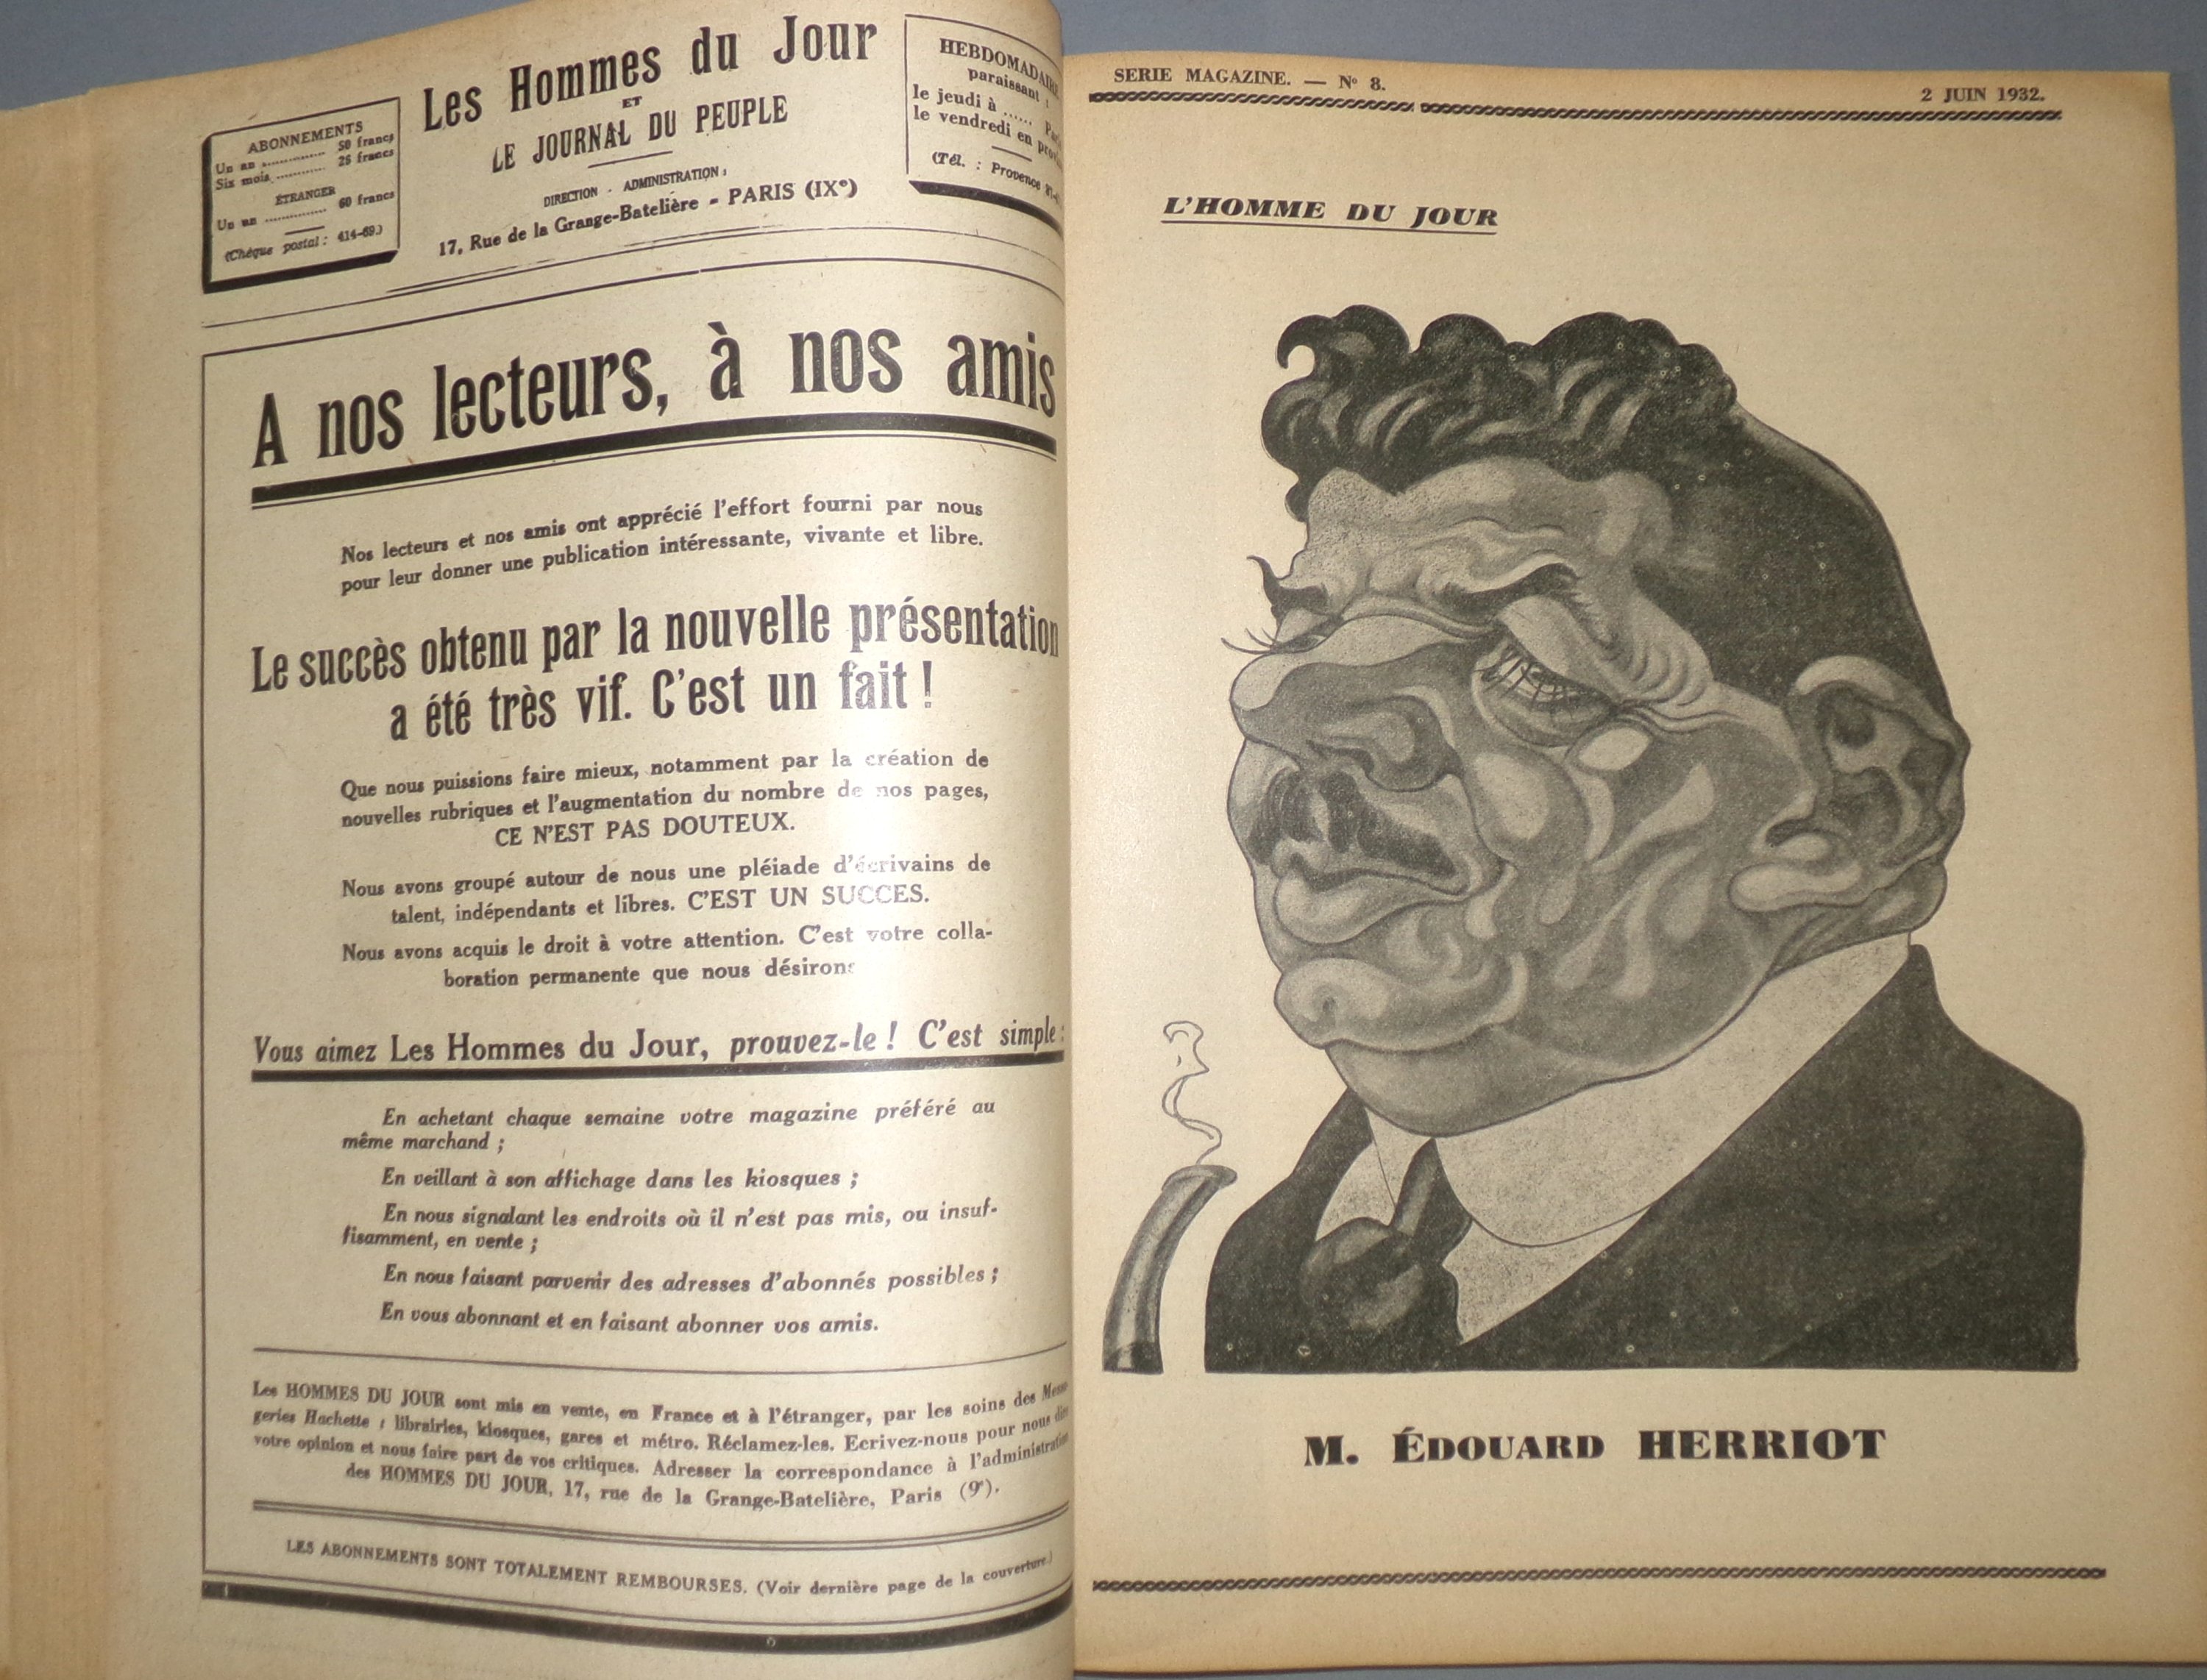 ABONNEMENTS
Un an ............. 50 francs
Six mois ........... 26 francs
ÉTRANGER
Un an ............. 60 francs
(Chèque postal : 414-69.)
Les Hommes du Jour
ET
LE JOURNAL DU PEUPLE
DIRECTION - ADMINISTRATION :
17, Rue de la Grange-Batelière - PARIS (IXe)
HEBDOMADAIRE
paraissant :
le jeudi à ......
le vendredi en
(Tél. : Provence
A nos lecteurs, à nos amis
Nos lecteurs et nos amis ont apprécié l'effort fourni par nous
pour leur donner une publication intéressante, vivante et libre.
Le succès obtenu par la nouvelle présentation
a été très vif. C'est un fait !
Que nous puissions faire mieux, notamment par la création de
nouvelles rubriques et l'augmentation du nombre de nos pages,
CE N'EST PAS DOUTEUX.
Nous avons groupé autour de nous une pléiade d'écrivains de
talent, indépendants et libres. C'EST UN SUCCES.
Nous avons acquis le droit à votre attention. C'est votre colla-
boration permanente que nous désirons
Vous aimez Les Hommes du Jour, prouvez-le ! C'est simple :
En achetant chaque semaine votre magazine préféré au
même marchand ;
En veillant à son affichage dans les kiosques ;
En nous signalant les endroits où il n'est pas mis, ou insuf-
fisamment, en vente ;
En nous faisant parvenir des adresses d'abonnés possibles ;
En vous abonnant et en faisant abonner vos amis.
Les HOMMES DU JOUR sont mis en vente, en France et à l'étranger, par les soins des Messa-
geries Hachette : librairies, kiosques, gares et métro. Réclamez-les. Ecrivez-nous pour nous dire
votre opinion et nous faire part de vos critiques. Adresser la correspondance à l'administration
des HOMMES DU JOUR, 17, rue de la Grange-Batelière, Paris (9e).
LES ABONNEMENTS SONT TOTALEMENT REMBOURSES. (Voir dernière page de la couverture.)
SERIE MAGAZINE. — No 8.
2 JUIN 1932.
L'HOMME DU JOUR
M. ÉDOUARD HERRIOT